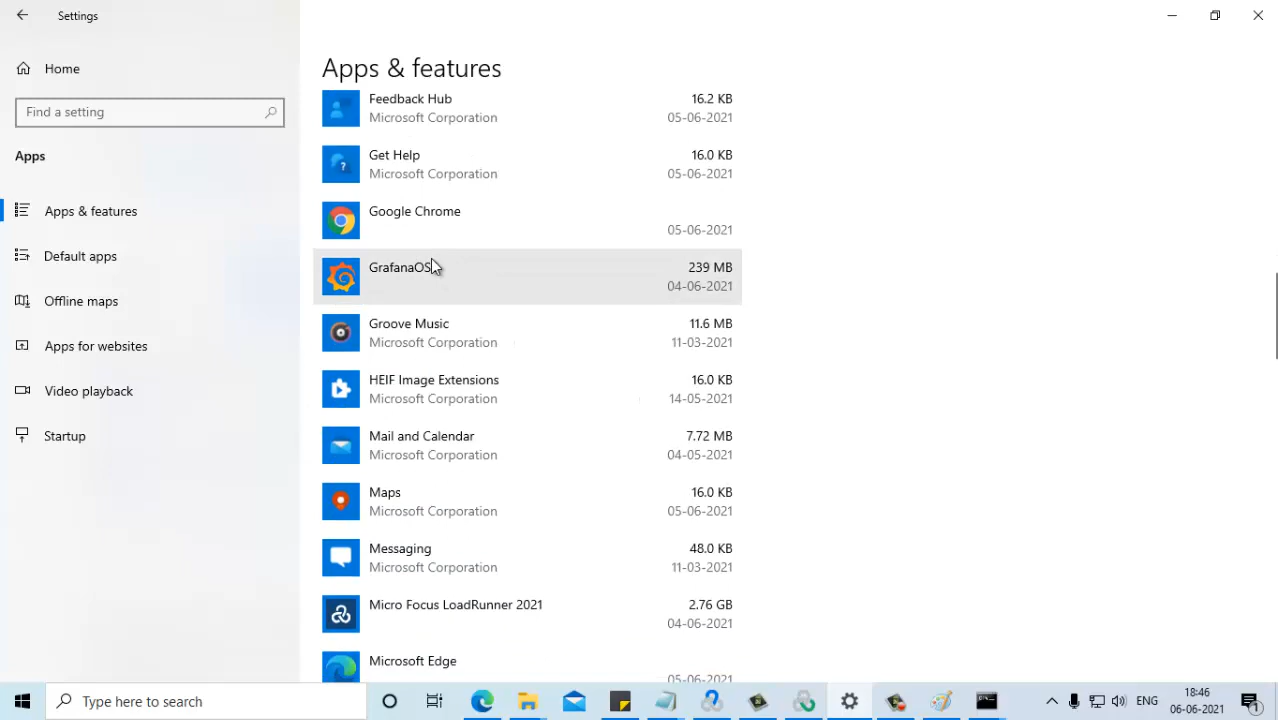 Settings
Home
Find a setting
Apps
Apps & features
Default apps
Offline maps
Apps for websites
Video playback
Startup
Apps & features
Feedback Hub 16.2 KB
Microsoft Corporation 05-06-2021
Get Help 16.0 KB
Microsoft Corporation 05-06-2021
Google Chrome
05-06-2021
GrafanaOSS 239 MB
04-06-2021
Groove Music 11.6 MB
Microsoft Corporation 11-03-2021
HEIF Image Extensions 16.0 KB
Microsoft Corporation 14-05-2021
Mail and Calendar 7.72 MB
Microsoft Corporation 04-05-2021
Maps 16.0 KB
Microsoft Corporation 05-06-2021
Messaging 48.0 KB
Microsoft Corporation 11-03-2021
Micro Focus LoadRunner 2021 2.76 GB
04-06-2021
Microsoft Edge
05-06-2021
Type here to search
ENG
18:46
06-06-2021
1